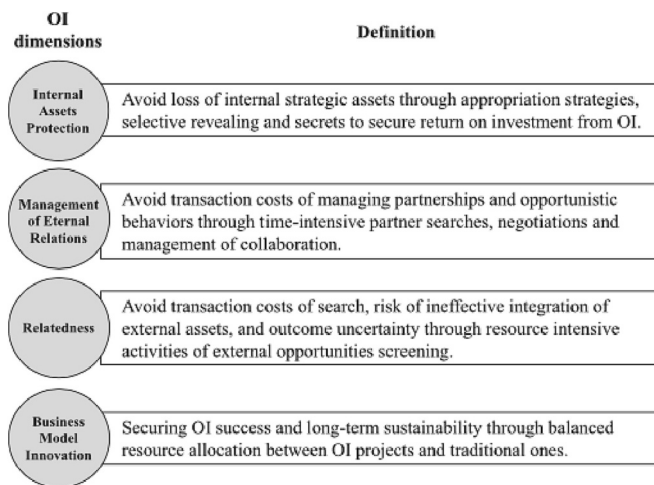 OI
dimensions
Definition
Internal
Assets
Protection
Avoid loss of internal strategic assets through appropriation strategies,
selective revealing and secrets to secure return on investment from OI.
Management
of Eternal
Relations
Avoid transaction costs of managing partnerships and opportunistic
behaviors through time-intensive partner searches, negotiations and
management of collaboration.
Relatedness
Avoid transaction costs of search, risk of ineffective integration of
external assets, and outcome uncertainty through resource intensive
activities of external opportunities screening.
Business
Model
Innovation
Securing OI success and long-term sustainability through balanced
resource allocation between OI projects and traditional ones.